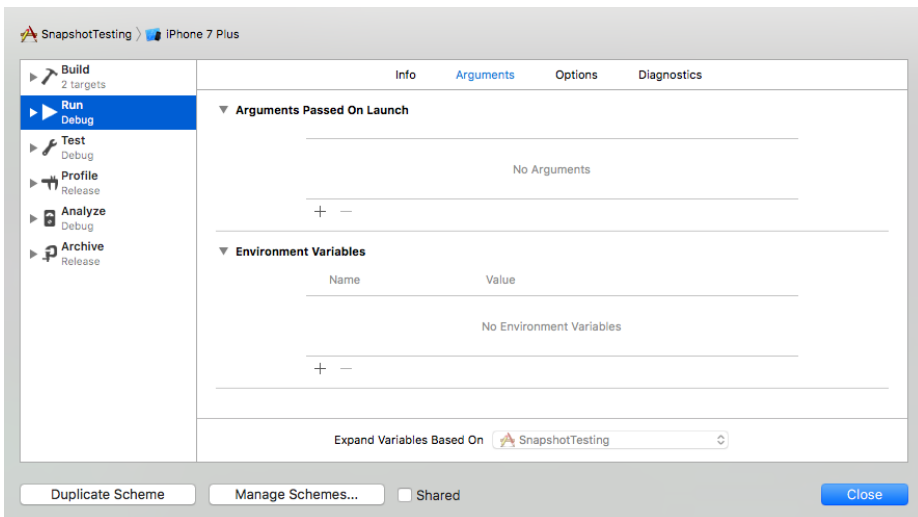 SnapshotTesting
iPhone 7 Plus
Build
2 targets
Run
Debug
Test
Debug
Profile
Release
Analyze
Debug
Archive
Release
Info
Arguments
Options
Diagnostics
Arguments Passed On Launch
No Arguments
Environment Variables
Name
Value
No Environment Variables
Expand Variables Based On
SnapshotTesting
Duplicate Scheme
Manage Schemes...
Shared
Close